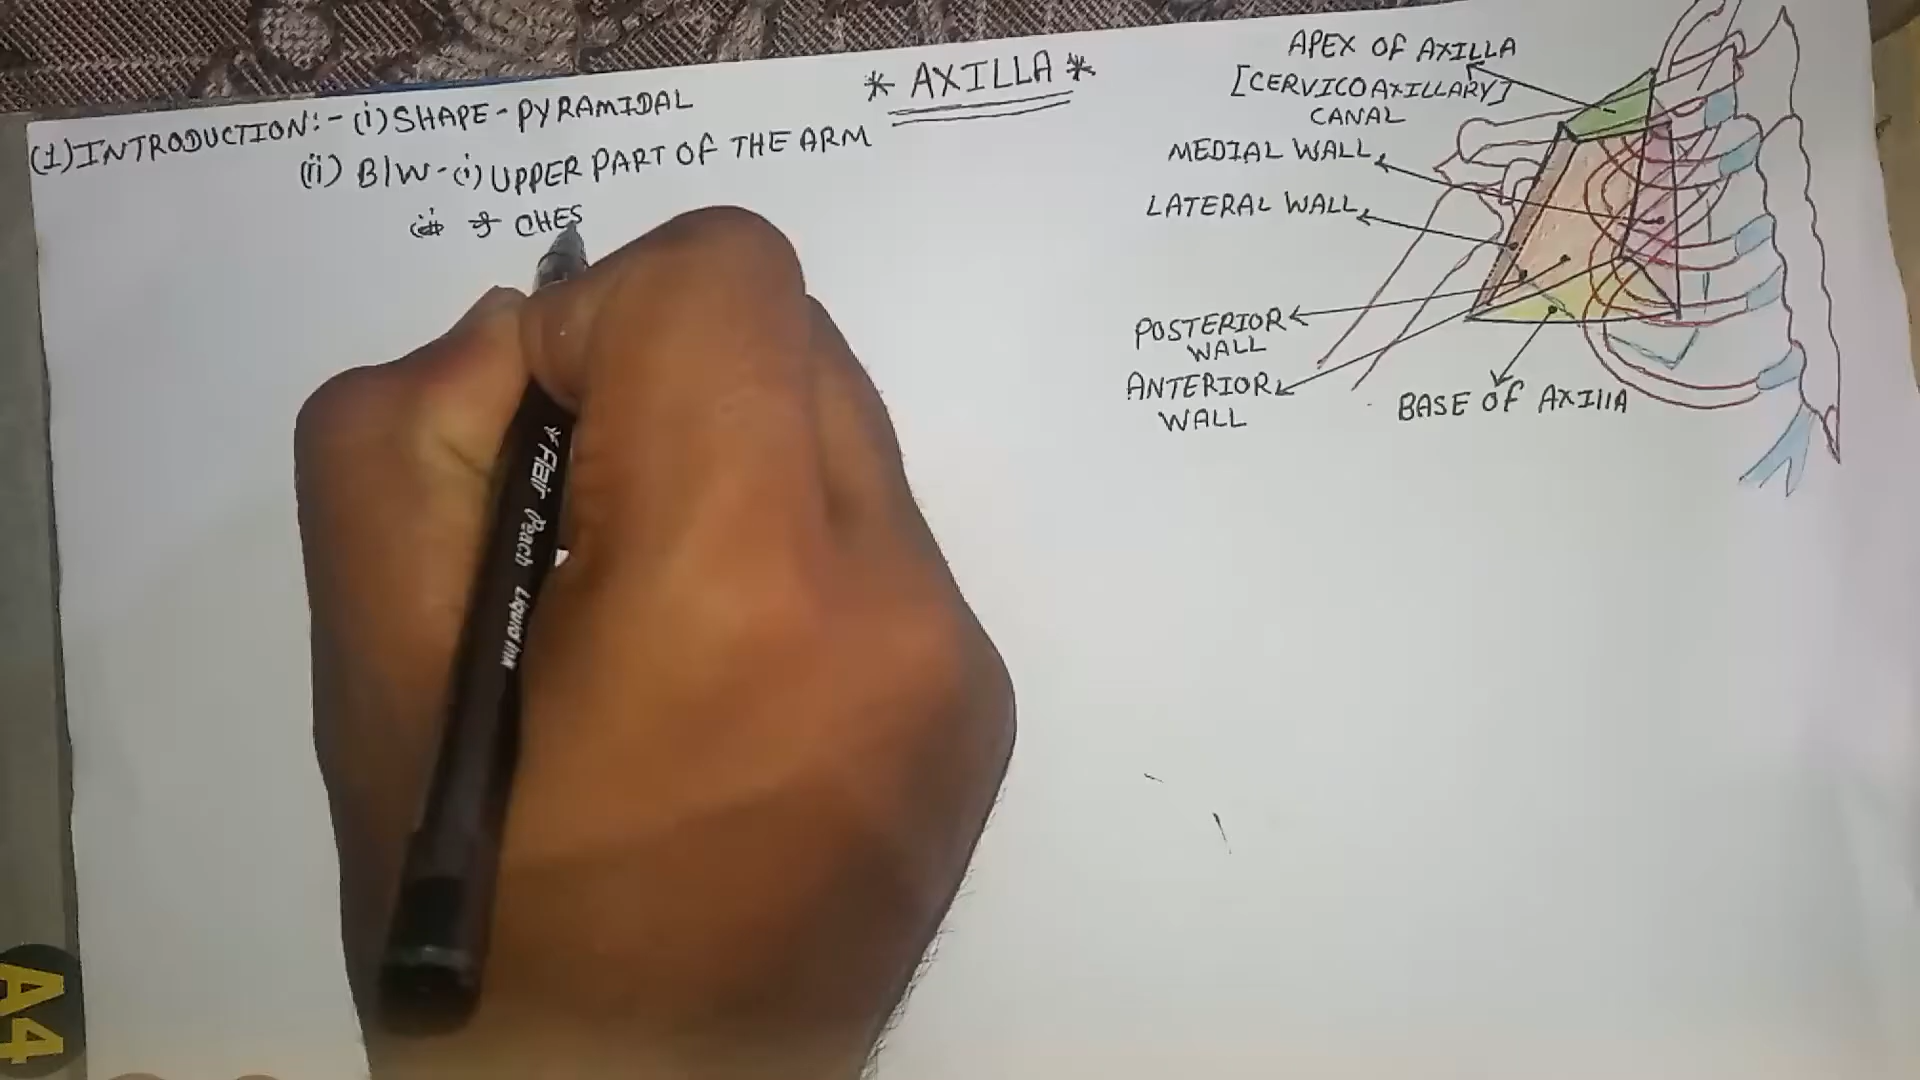 * AXILLA *
(1) INTRODUCTION:- (i) SHAPE - PYRAMIDAL
(ii) B/W - (i) UPPER PART OF THE ARM
CHES
APEX OF AXILLA
[CERVICOAXILLARY]
CANAL
MEDIAL WALL
LATERAL WALL
POSTERIOR
WALL
ANTERIOR
WALL
BASE OF AXIllA
Flair Peach Liquid Ink
A4